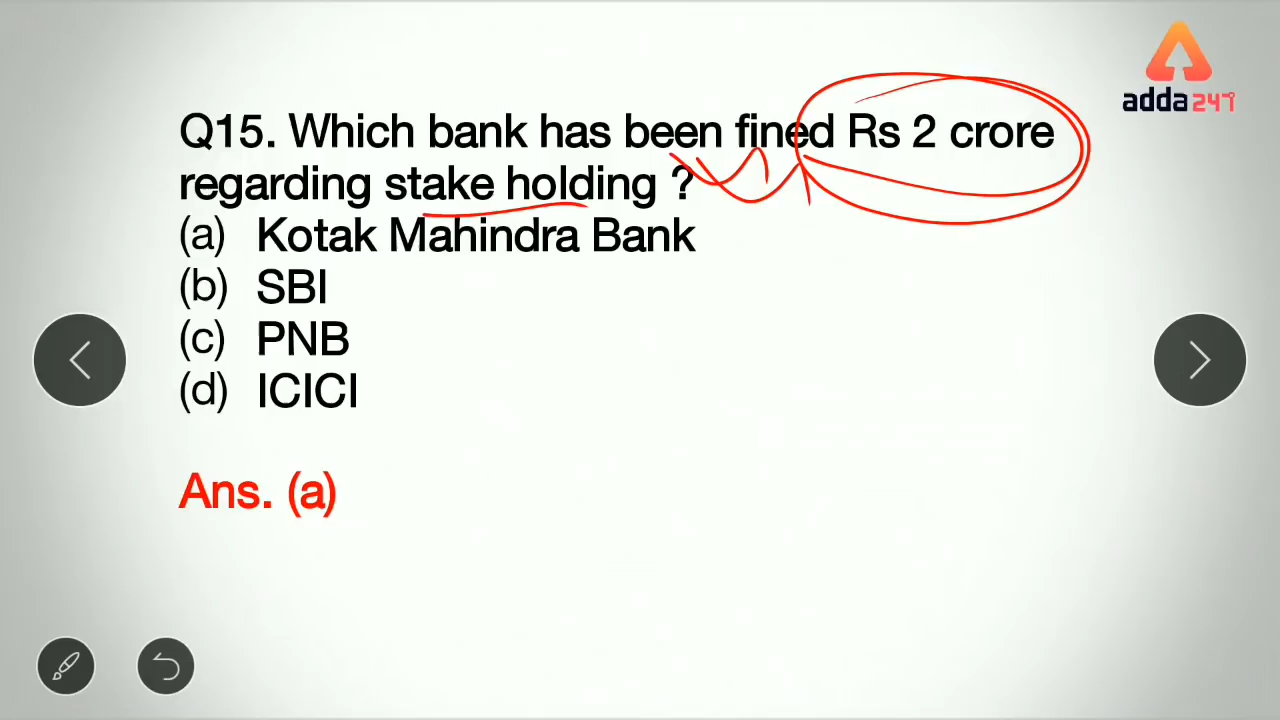 adda247
Q15. Which bank has been fined Rs 2 crore
regarding stake holding ?
(a) Kotak Mahindra Bank
(b) SBI
(c) PNB
(d) ICICI
Ans. (a)